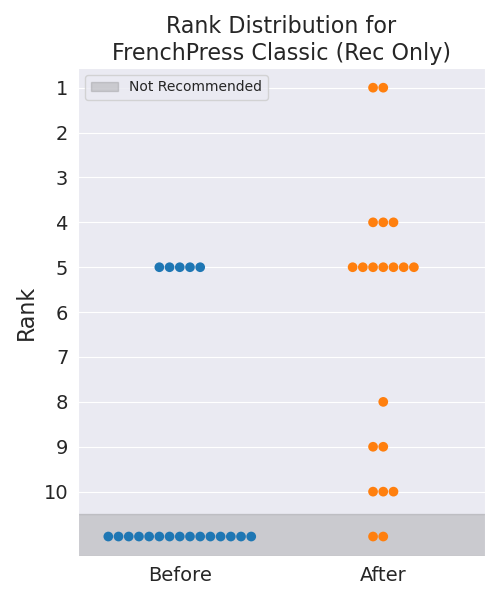 Rank Distribution for
FrenchPress Classic (Rec Only)
Not Recommended
1
2
3
4
5
6
7
8
9
10
Rank
Before
After